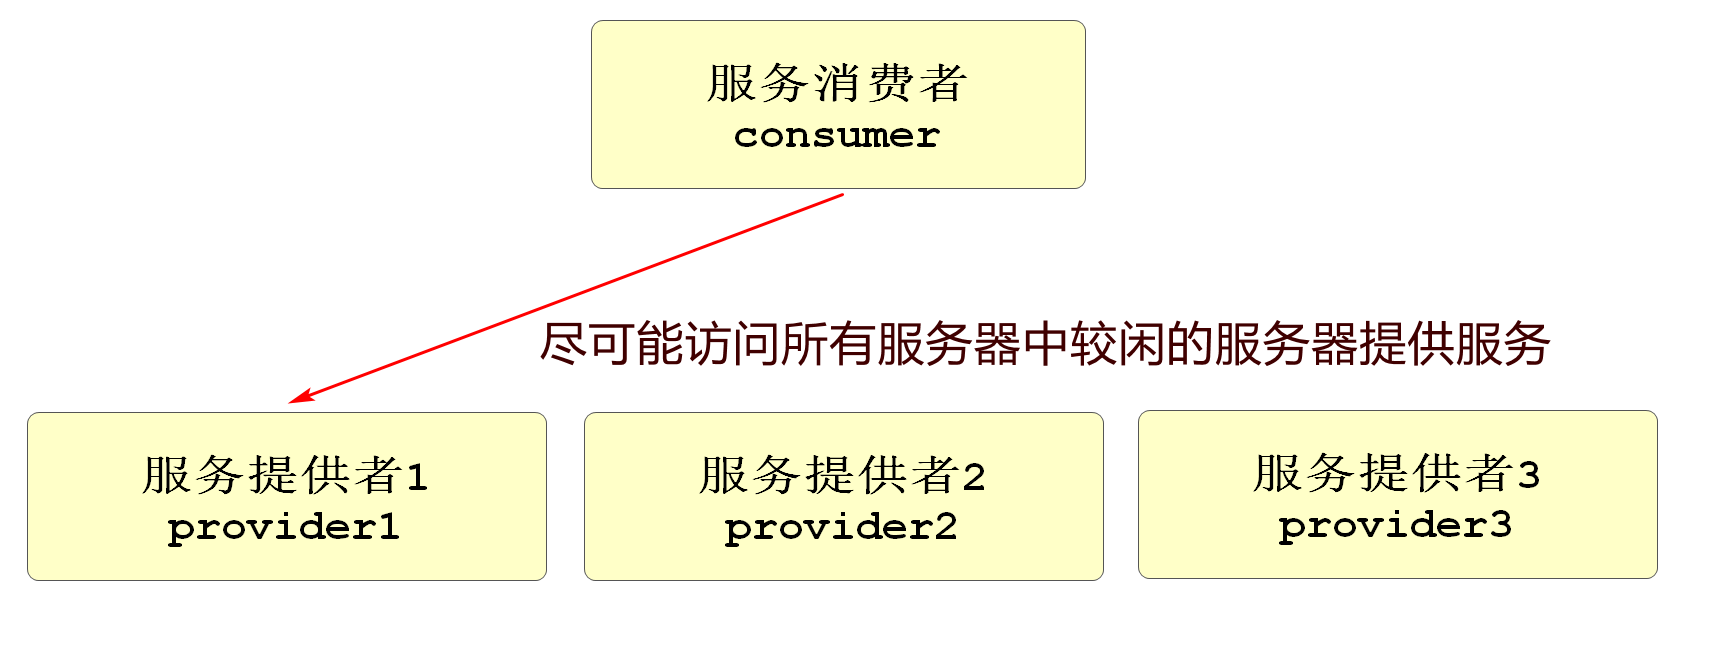 服务消费者
consumer
尽可能访问所有服务器中较闲的服务器提供服务
服务提供者1
provider1
服务提供者2
provider2
服务提供者3
provider3